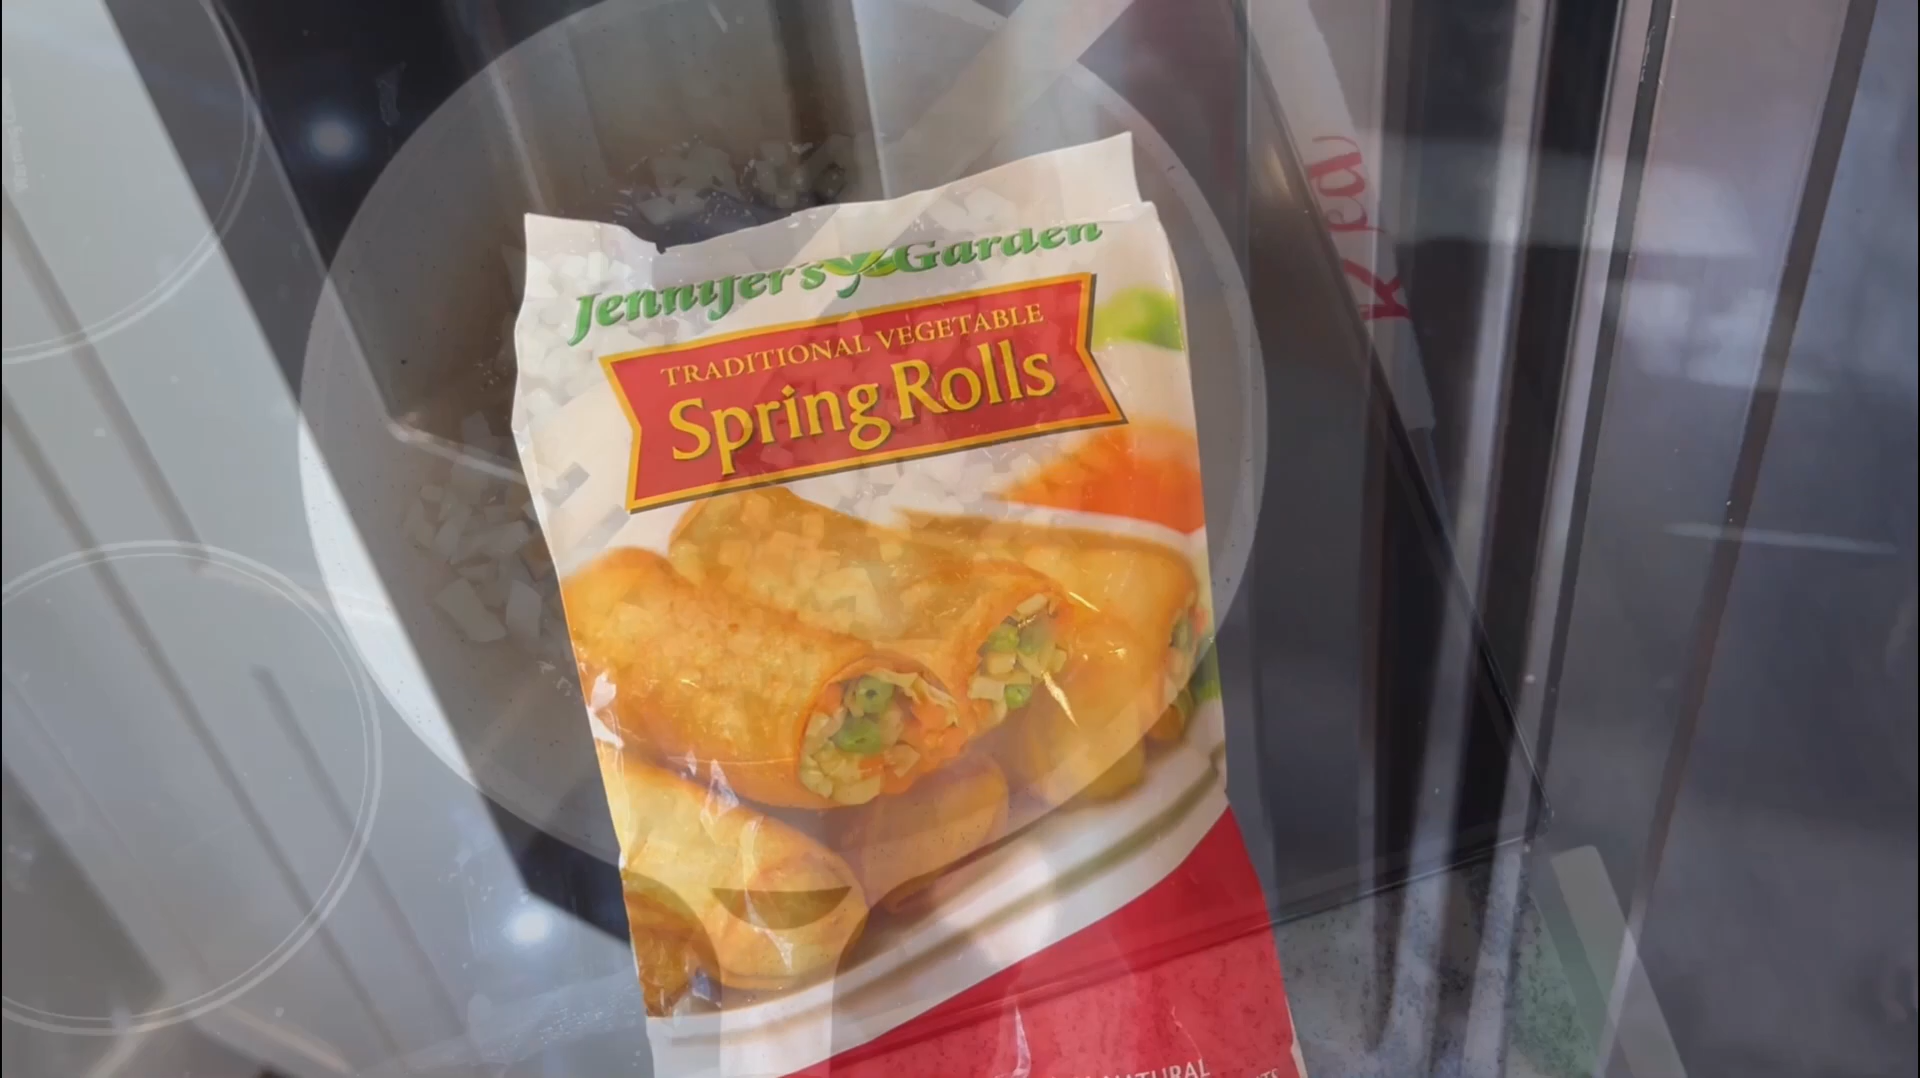 Jennifer's Garden
TRADITIONAL VEGETABLE
Spring Rolls
NATURAL